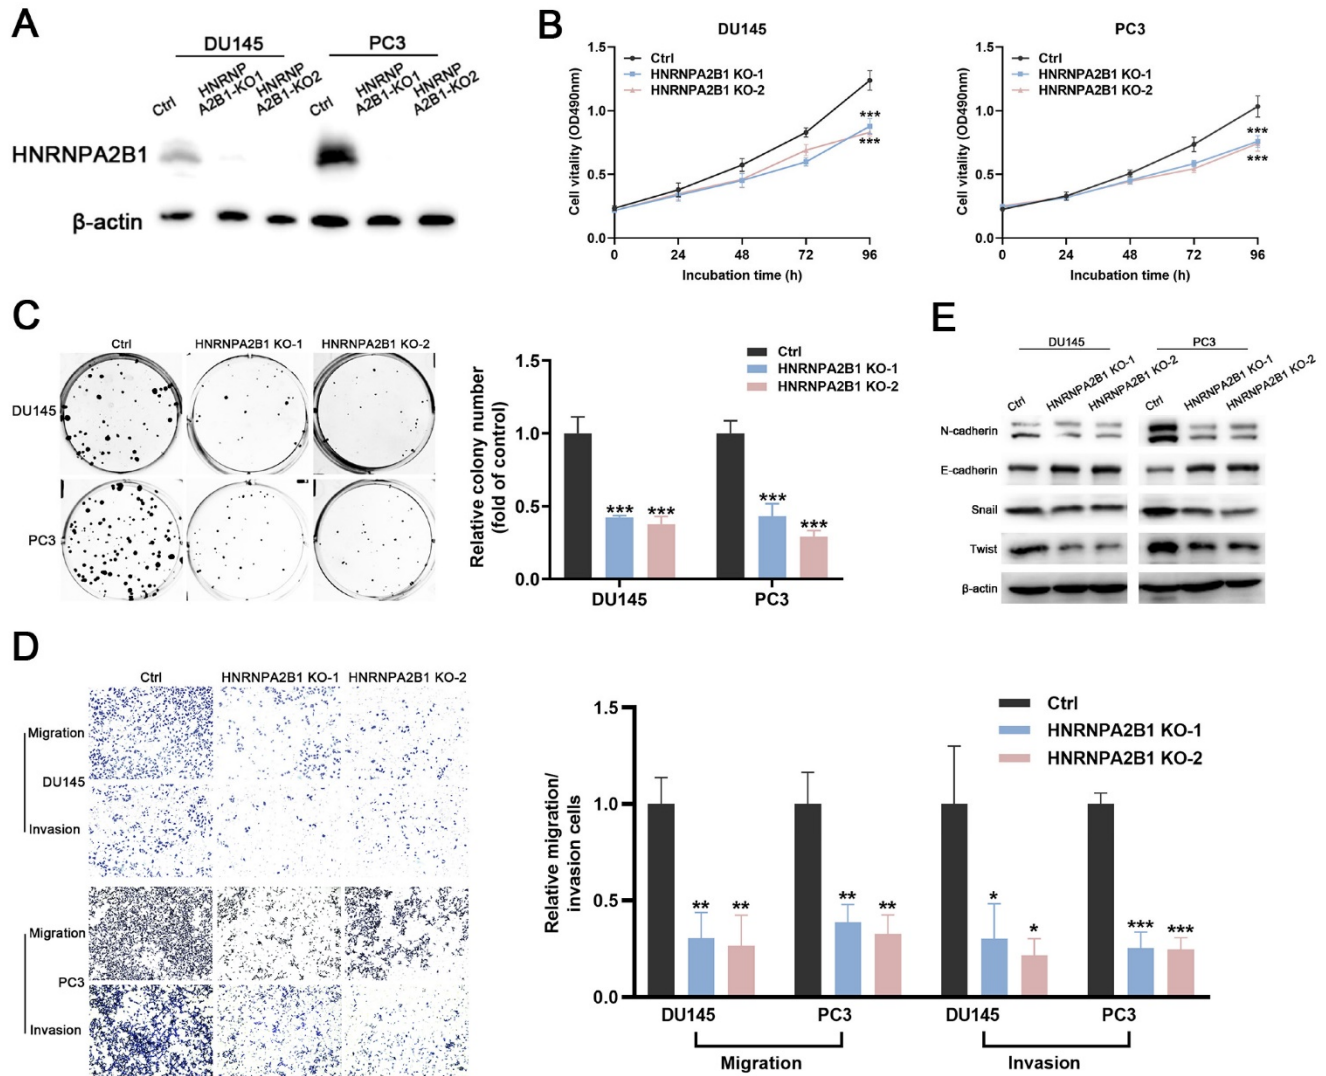 A
DU145
PC3
Ctrl
HNRNP
A2B1-KO1
HNRNP
A2B1-KO2
Ctrl
HNRNP
A2B1-KO1
HNRNP
A2B1-KO2
HNRNPA2B1
β-actin
B
DU145
Ctrl
HNRNPA2B1 KO-1
HNRNPA2B1 KO-2
Cell vitality (OD490nm)
1.5
1.0
0.5
0.0
***
***
0 24 48 72 96
Incubation time (h)
PC3
Ctrl
HNRNPA2B1 KO-1
HNRNPA2B1 KO-2
Cell vitality (OD490nm)
1.5
1.0
0.5
0.0
***
***
0 24 48 72 96
Incubation time (h)
C
Ctrl HNRNPA2B1 KO-1 HNRNPA2B1 KO-2
DU145
PC3
Relative colony number
(fold of control)
1.5
1.0
0.5
0.0
Ctrl
HNRNPA2B1 KO-1
HNRNPA2B1 KO-2
*** *** *** ***
DU145 PC3
E
DU145 PC3
Ctrl HNRNPA2B1 KO-1 HNRNPA2B1 KO-2 Ctrl HNRNPA2B1 KO-1 HNRNPA2B1 KO-2
N-cadherin
E-cadherin
Snail
Twist
β-actin
D
Ctrl HNRNPA2B1 KO-1 HNRNPA2B1 KO-2
Migration
DU145
Invasion
Migration
PC3
Invasion
Relative migration/
invasion cells
1.5
1.0
0.5
0.0
Ctrl
HNRNPA2B1 KO-1
HNRNPA2B1 KO-2
** ** ** ** * * *** ***
DU145 PC3 DU145 PC3
Migration Invasion